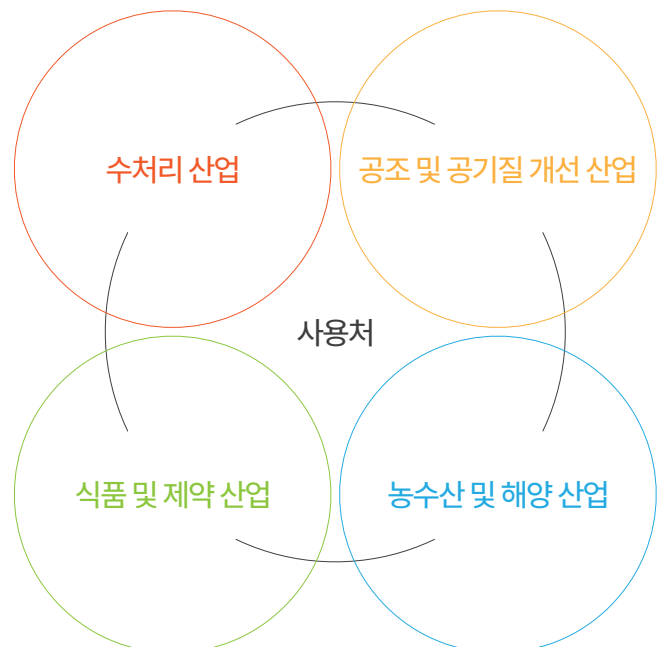 수처리 산업
공조 및 공기질 개선 산업
사용처
식품 및 제약 산업
농수산 및 해양 산업